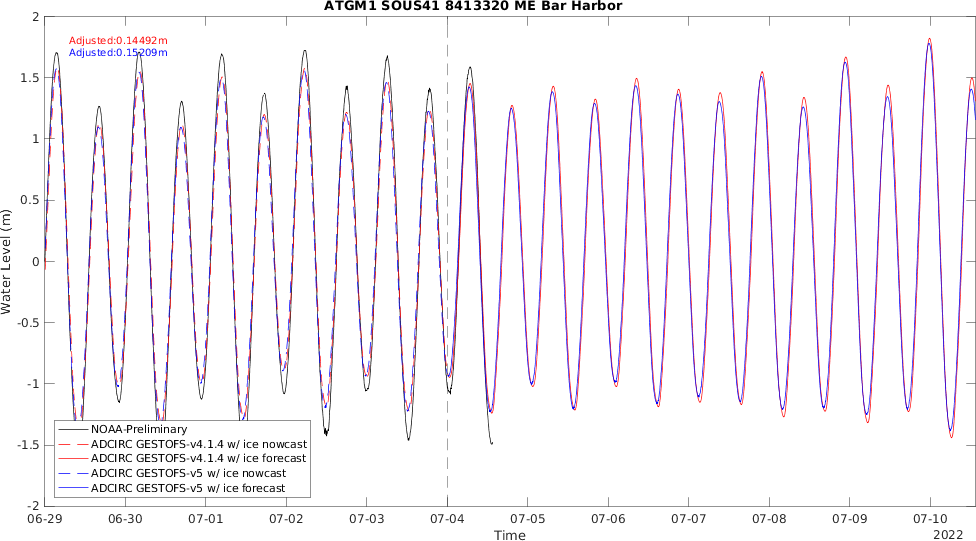 ATGM1 SOUS41 8413320 ME Bar Harbor
Adjusted:0.14492m
Adjusted:0.15209m
2
1.5
1
0.5
0
-0.5
-1
-1.5
-2
Water Level (m)
NOAA-Preliminary
ADCIRC GESTOFS-v4.1.4 w/ ice nowcast
ADCIRC GESTOFS-v4.1.4 w/ ice forecast
ADCIRC GESTOFS-v5 w/ ice nowcast
ADCIRC GESTOFS-v5 w/ ice forecast
06-29 06-30 07-01 07-02 07-03 07-04 07-05 07-06 07-07 07-08 07-09 07-10
Time
2022